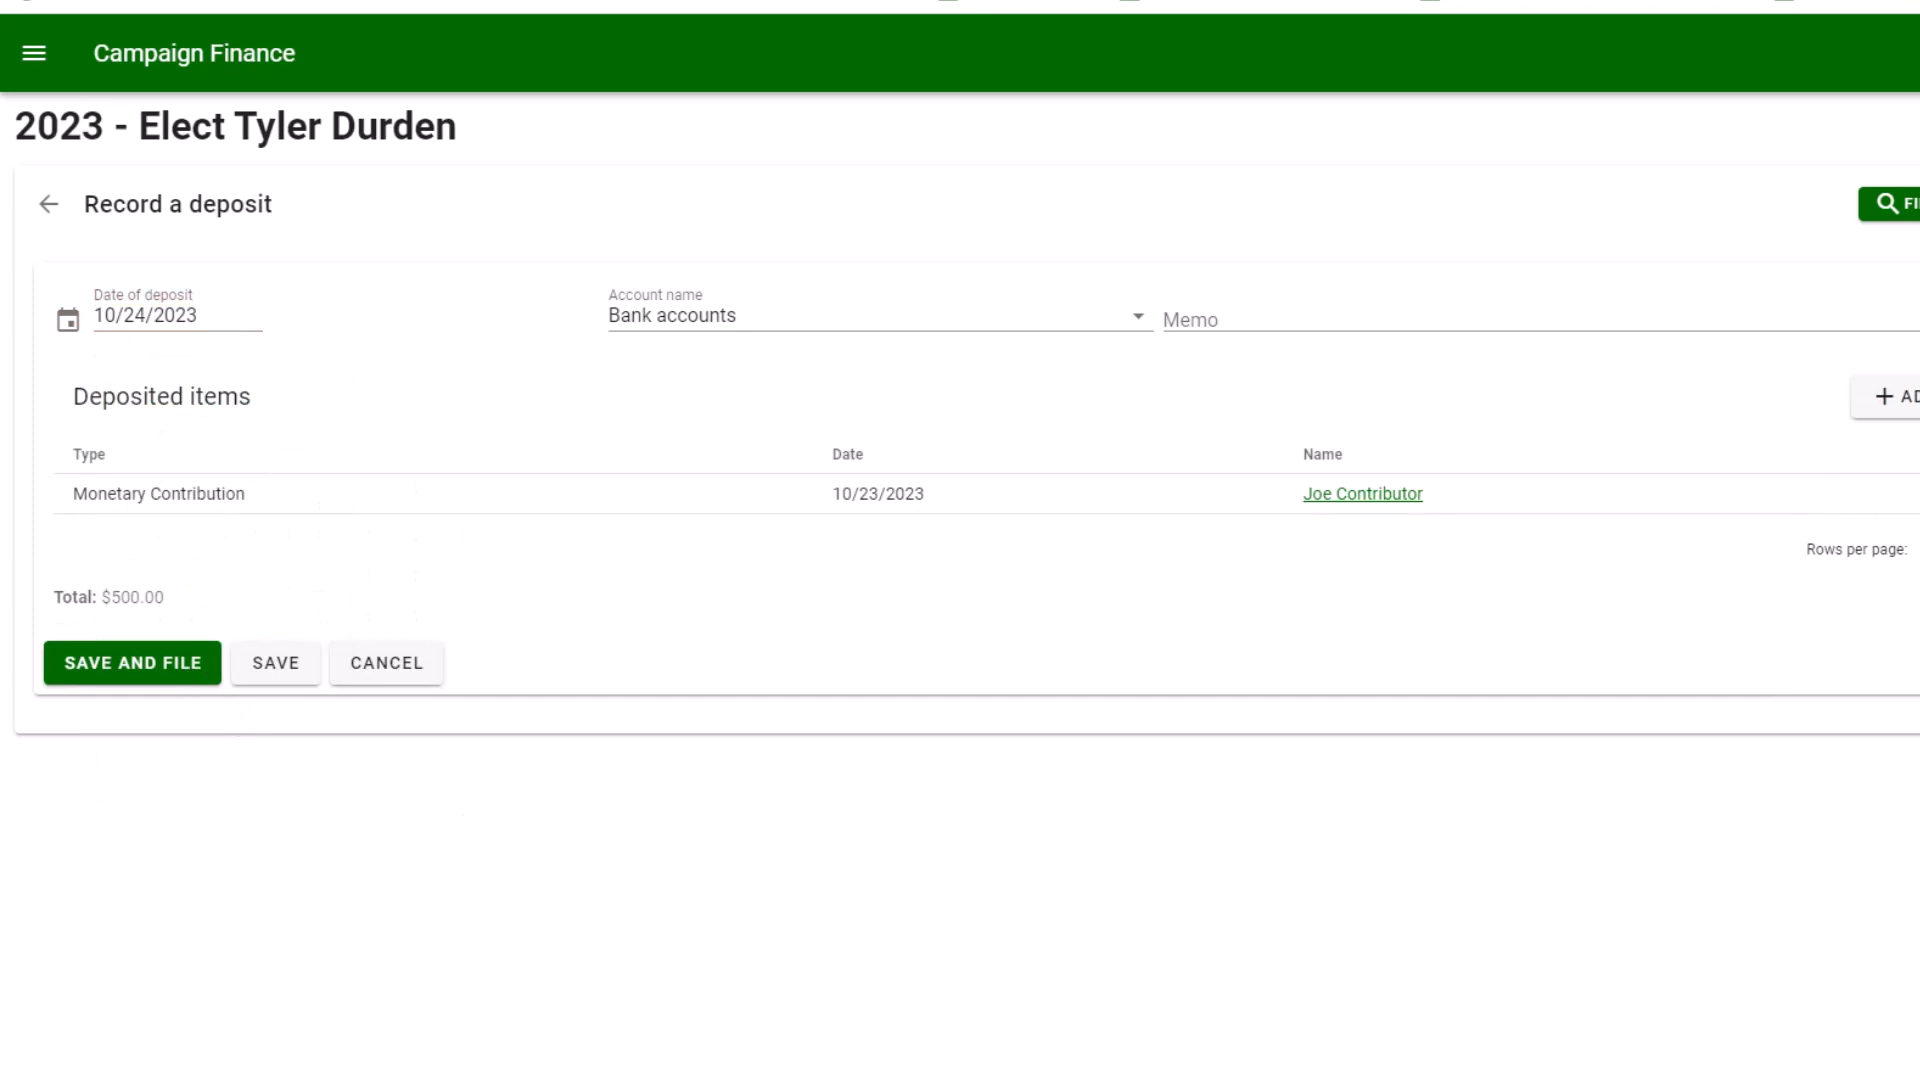 Campaign Finance
2023 - Elect Tyler Durden
Record a deposit
Date of deposit
10/24/2023
Account name
Bank accounts
Memo
Deposited items
Type Date Name
Monetary Contribution 10/23/2023 Joe Contributor
Rows per page:
Total: $500.00
SAVE AND FILE SAVE CANCEL